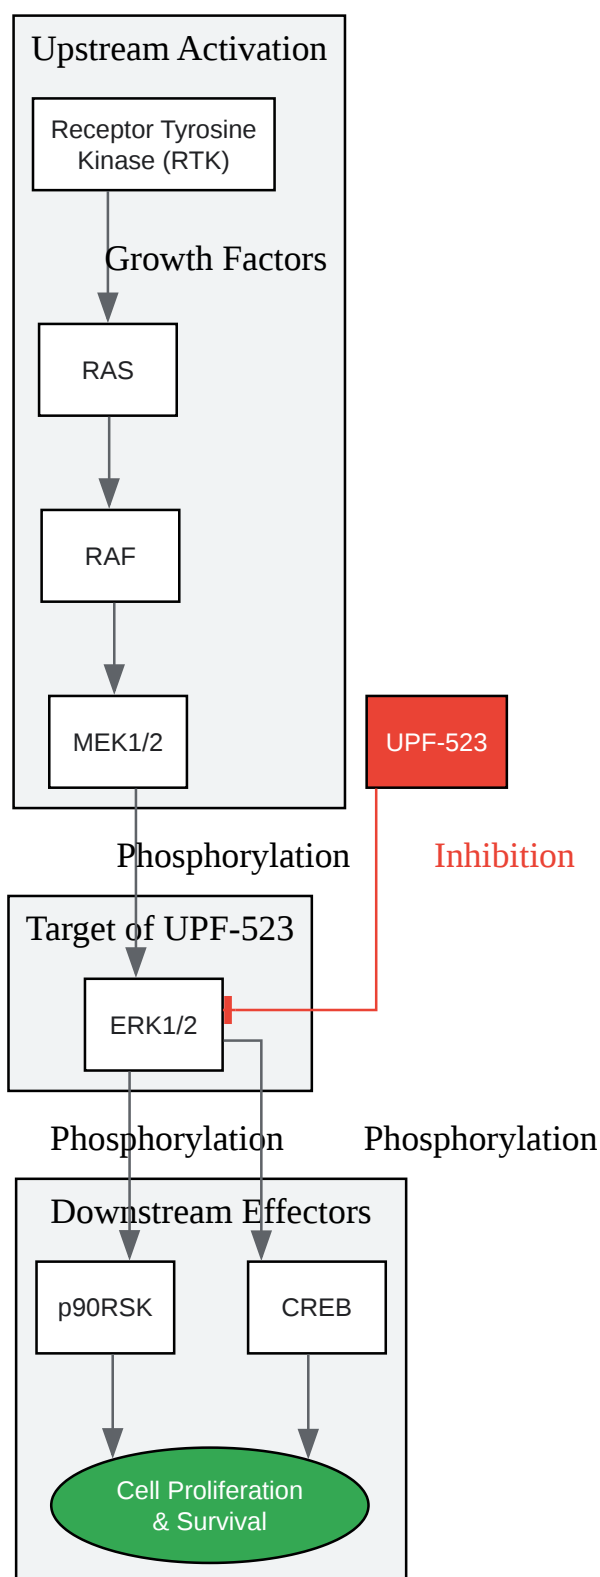 Upstream Activation
Receptor Tyrosine
Kinase (RTK)
Growth Factors
RAS
RAF
MEK1/2
UPF-523
Phosphorylation
Inhibition
Target of UPF-523
ERK1/2
Phosphorylation
Phosphorylation
Downstream Effectors
p90RSK
CREB
Cell Proliferation
& Survival